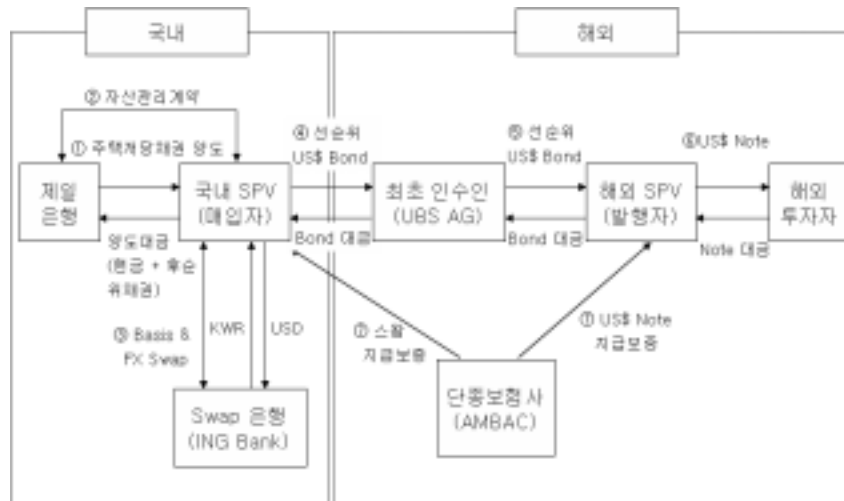 국내
해외
② 자산관리계약
① 주택저당채권 양도
④ 선순위
US$ Bond
⑤ 선순위
US$ Bond
⑥US$ Note
제일
은행
국내 SPV
(매입자)
최초 인수인
(UBS AG)
해외 SPV
(발행자)
해외
투자자
양도대금
(현금 + 후순
위채권)
Bond 대금
Bond 대금
Note 대금
③ Basis &
FX Swap
KWR
USD
⑦ 스왑
지급보증
⑦ US$ Note
지급보증
Swap 은행
(ING Bank)
단종보험사
(AMBAC)